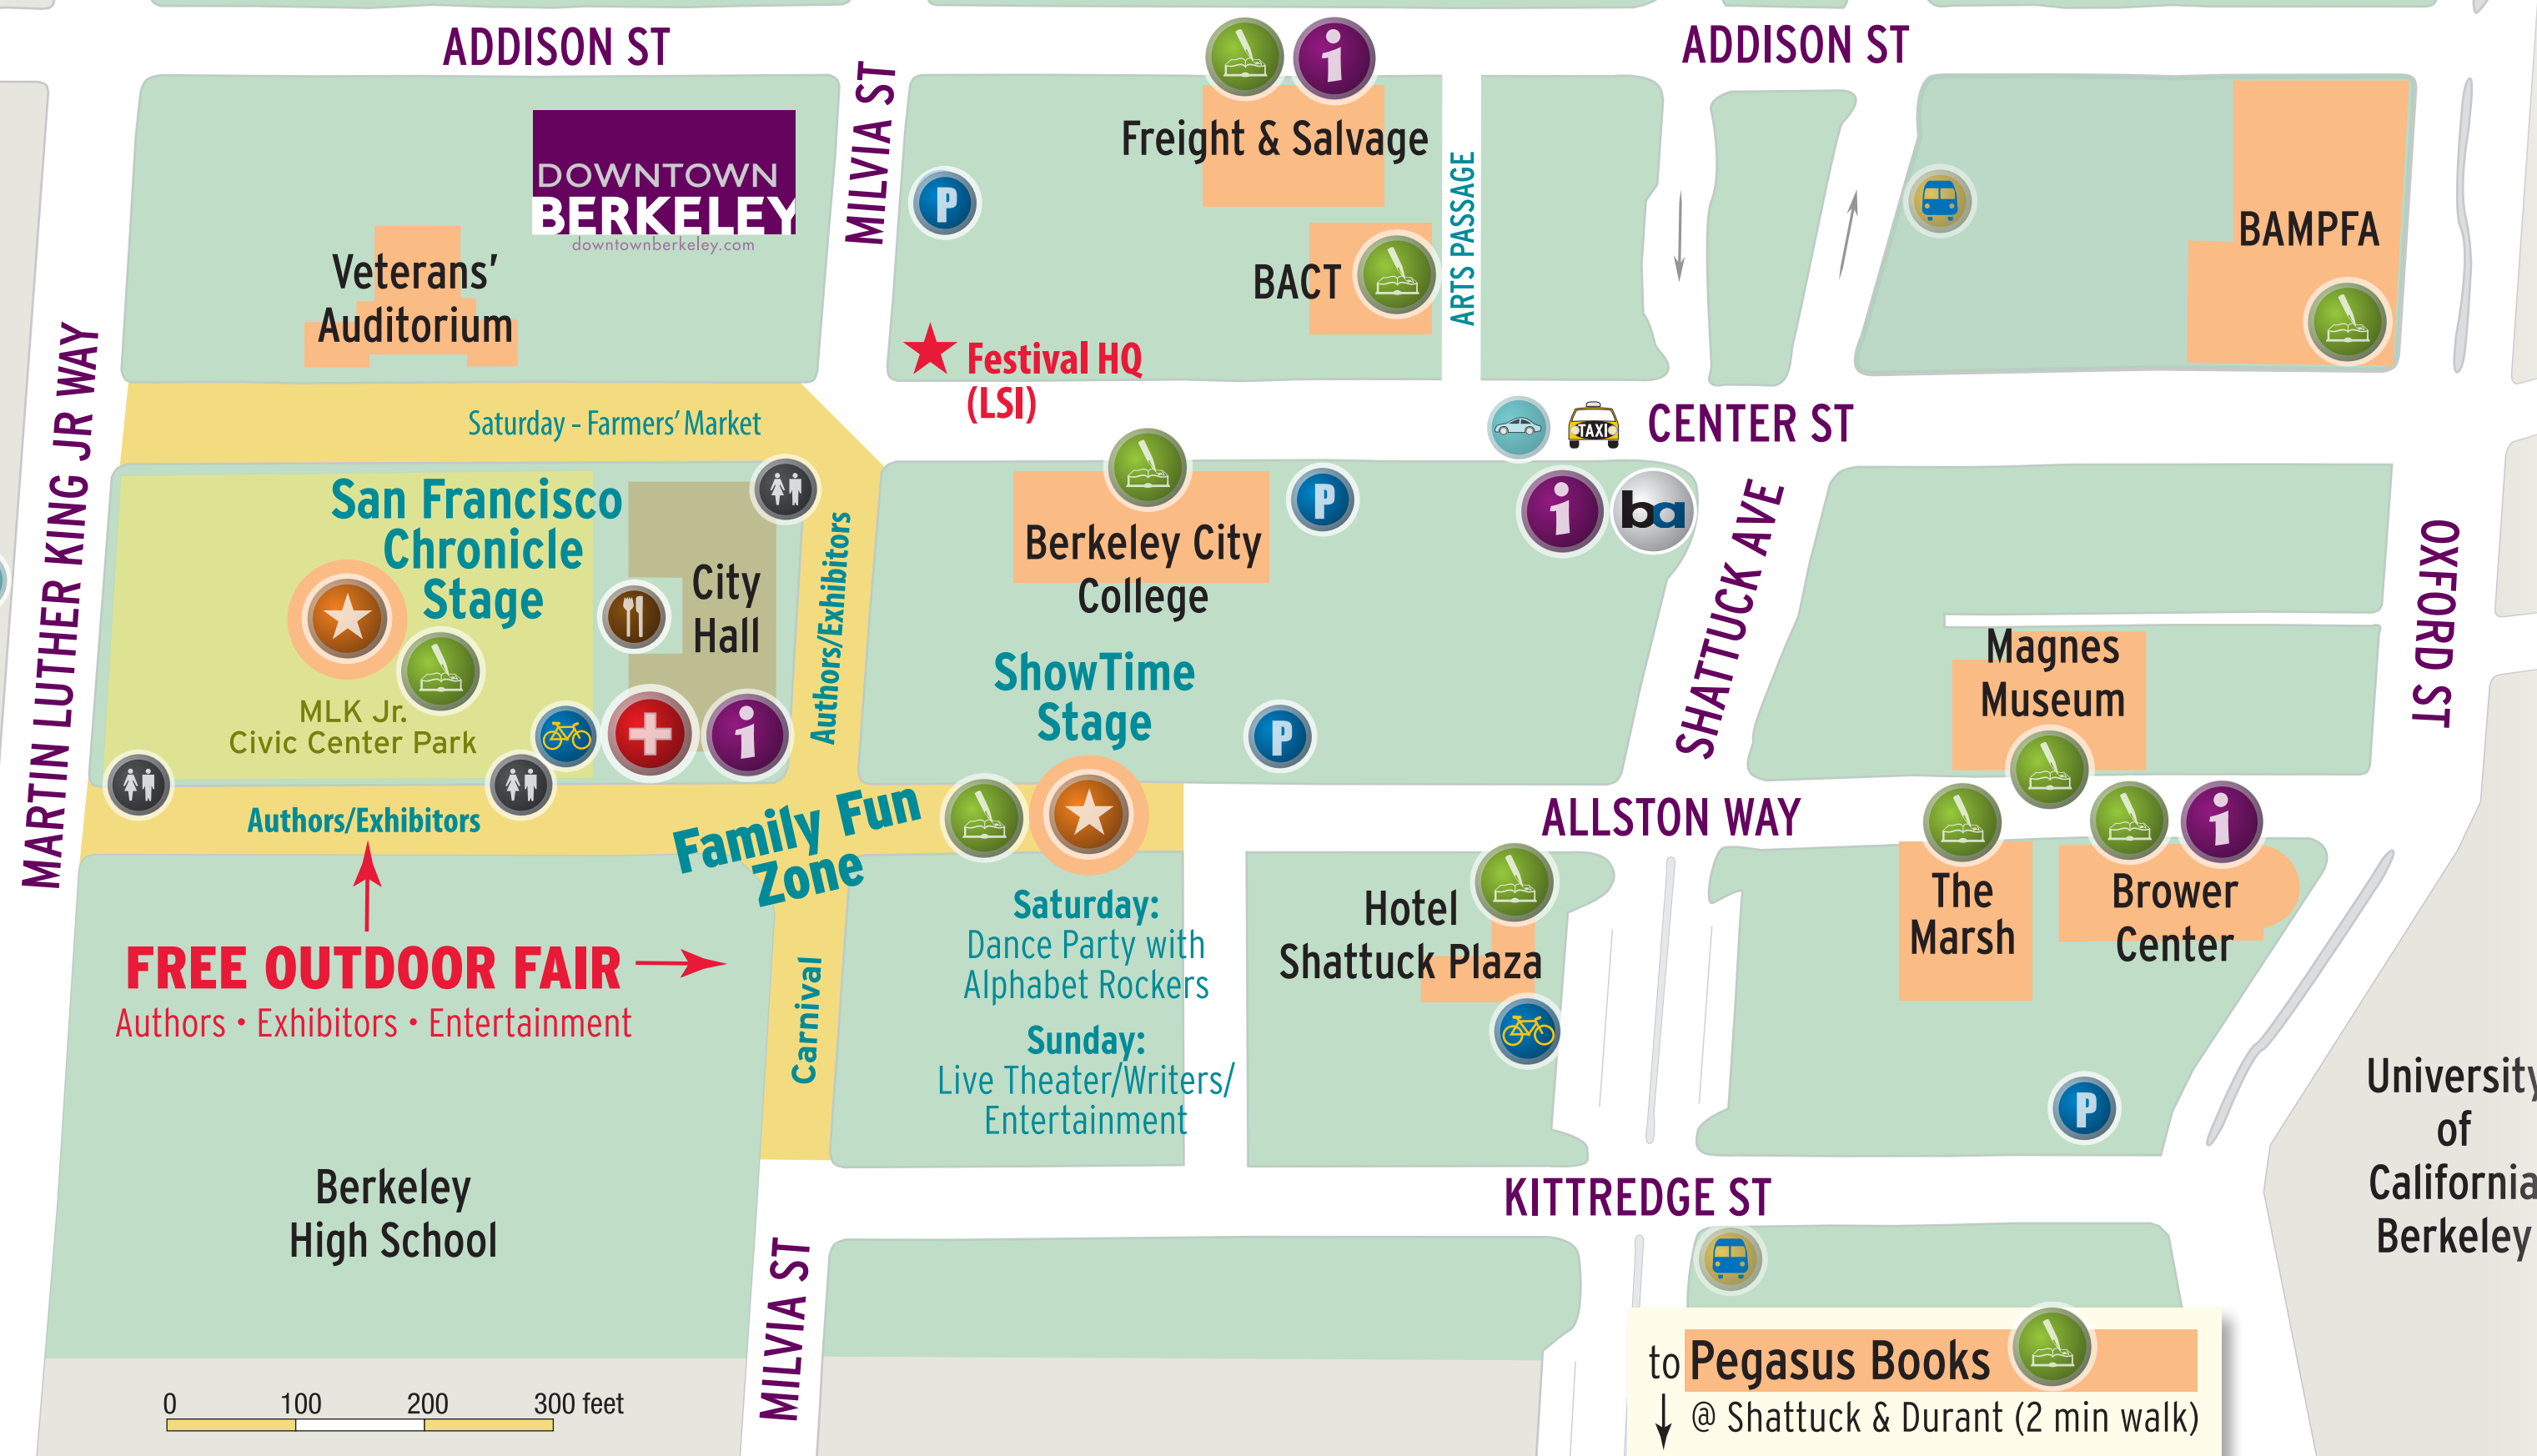 ADDISON ST
ADDISON ST
MILVIA ST
DOWNTOWN
BERKELEY
downtownberkeley.com
Freight & Salvage
ARTS PASSAGE
BACT
BAMPFA
P
i
Veterans'
Auditorium
Festival HQ
(LSI)
MARTIN LUTHER KING JR WAY
Saturday - Farmers' Market
TAXI
CENTER ST
San Francisco
Chronicle
Stage
City
Hall
Authors/Exhibitors
Berkeley City
College
P
i
ba
SHATTUCK AVE
OXFORD ST
MLK Jr.
Civic Center Park
i
ShowTime
Stage
P
Magnes
Museum
Authors/Exhibitors
Family Fun
Zone
ALLSTON WAY
i
FREE OUTDOOR FAIR
Authors • Exhibitors • Entertainment
Carnival
Saturday:
Dance Party with
Alphabet Rockers
Sunday:
Live Theater/Writers/
Entertainment
Hotel
Shattuck Plaza
The
Marsh
Brower
Center
P
University
of
California
Berkeley
Berkeley
High School
KITTREDGE ST
MILVIA ST
0 100 200 300 feet
to Pegasus Books
@ Shattuck & Durant (2 min walk)